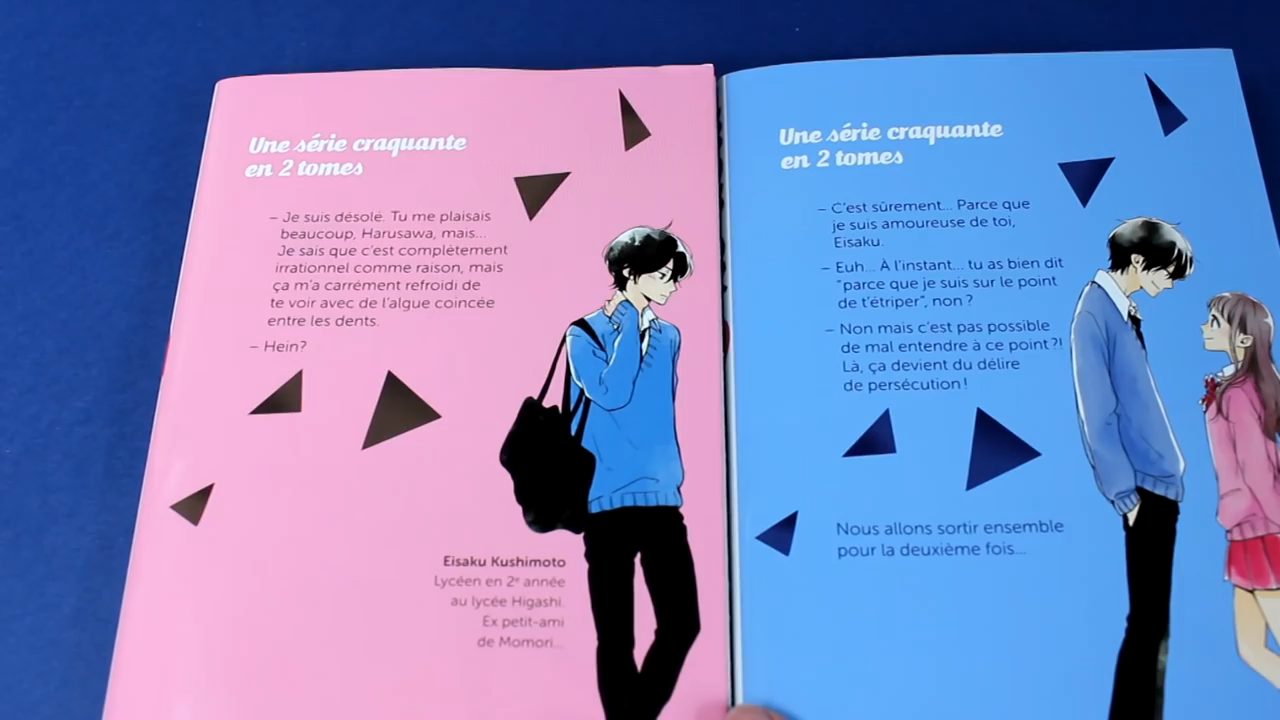 Une série craquante
en 2 tomes
– Je suis désolé. Tu me plaisais
beaucoup, Harusawa, mais...
Je sais que c'est complètement
irrationnel comme raison, mais
ça m'a carrément refroidi de
te voir avec de l'algue coincée
entre les dents.
– Hein?
Eisaku Kushimoto
Lycéen en 2ᵉ année
au lycée Higashi.
Ex petit-ami
de Momori...
Une série craquante
en 2 tomes
– C'est sûrement... Parce que
je suis amoureuse de toi,
Eisaku.
– Euh... À l'instant... tu as bien dit
"parce que je suis sur le point
de t'étriper", non ?
– Non mais c'est pas possible
de mal entendre à ce point ?!
Là, ça devient du délire
de persécution !
Nous allons sortir ensemble
pour la deuxième fois...